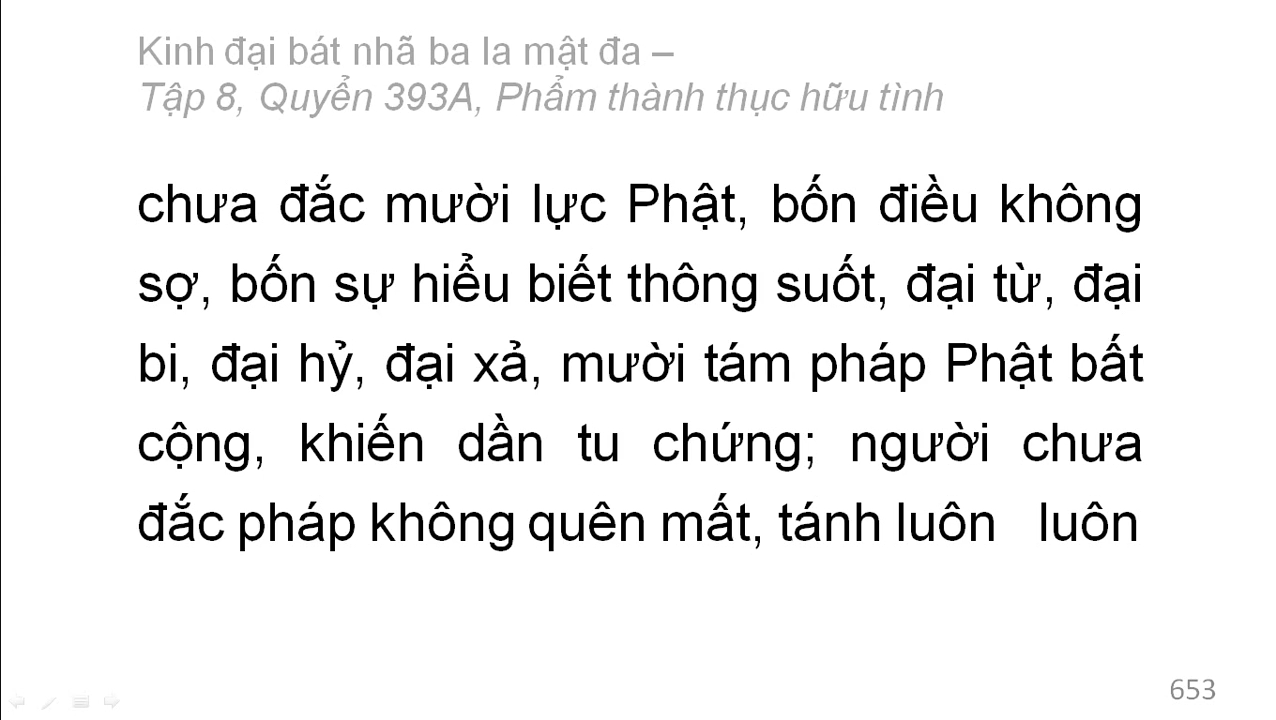 Kinh đại bát nhã ba la mật đa –
Tập 8, Quyển 393A, Phẩm thành thục hữu tình
chưa đắc mười lực Phật, bốn điều không
sợ, bốn sự hiểu biết thông suốt, đại từ, đại
bi, đại hỷ, đại xả, mười tám pháp Phật bất
cộng, khiến dần tu chứng; người chưa
đắc pháp không quên mất, tánh luôn luôn
653